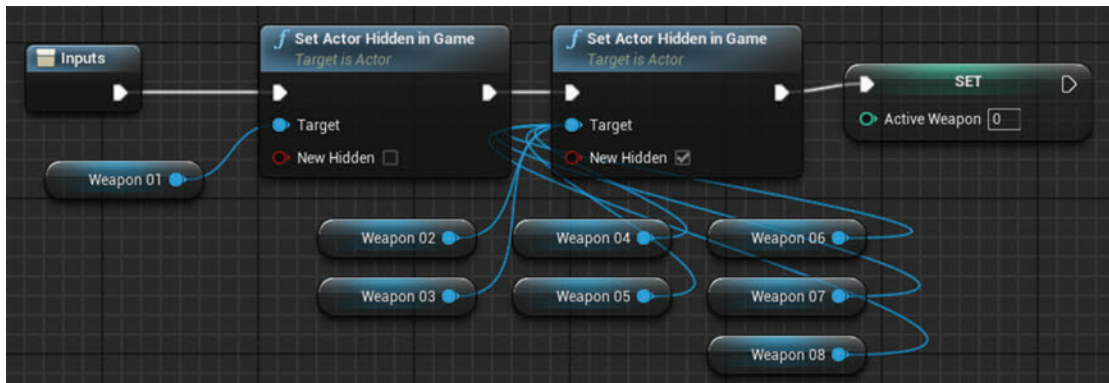 Inputs
Set Actor Hidden in Game
Target is Actor
Target
New Hidden
Set Actor Hidden in Game
Target is Actor
Target
New Hidden
SET
Active Weapon 0
Weapon 01
Weapon 02
Weapon 04
Weapon 06
Weapon 03
Weapon 05
Weapon 07
Weapon 08